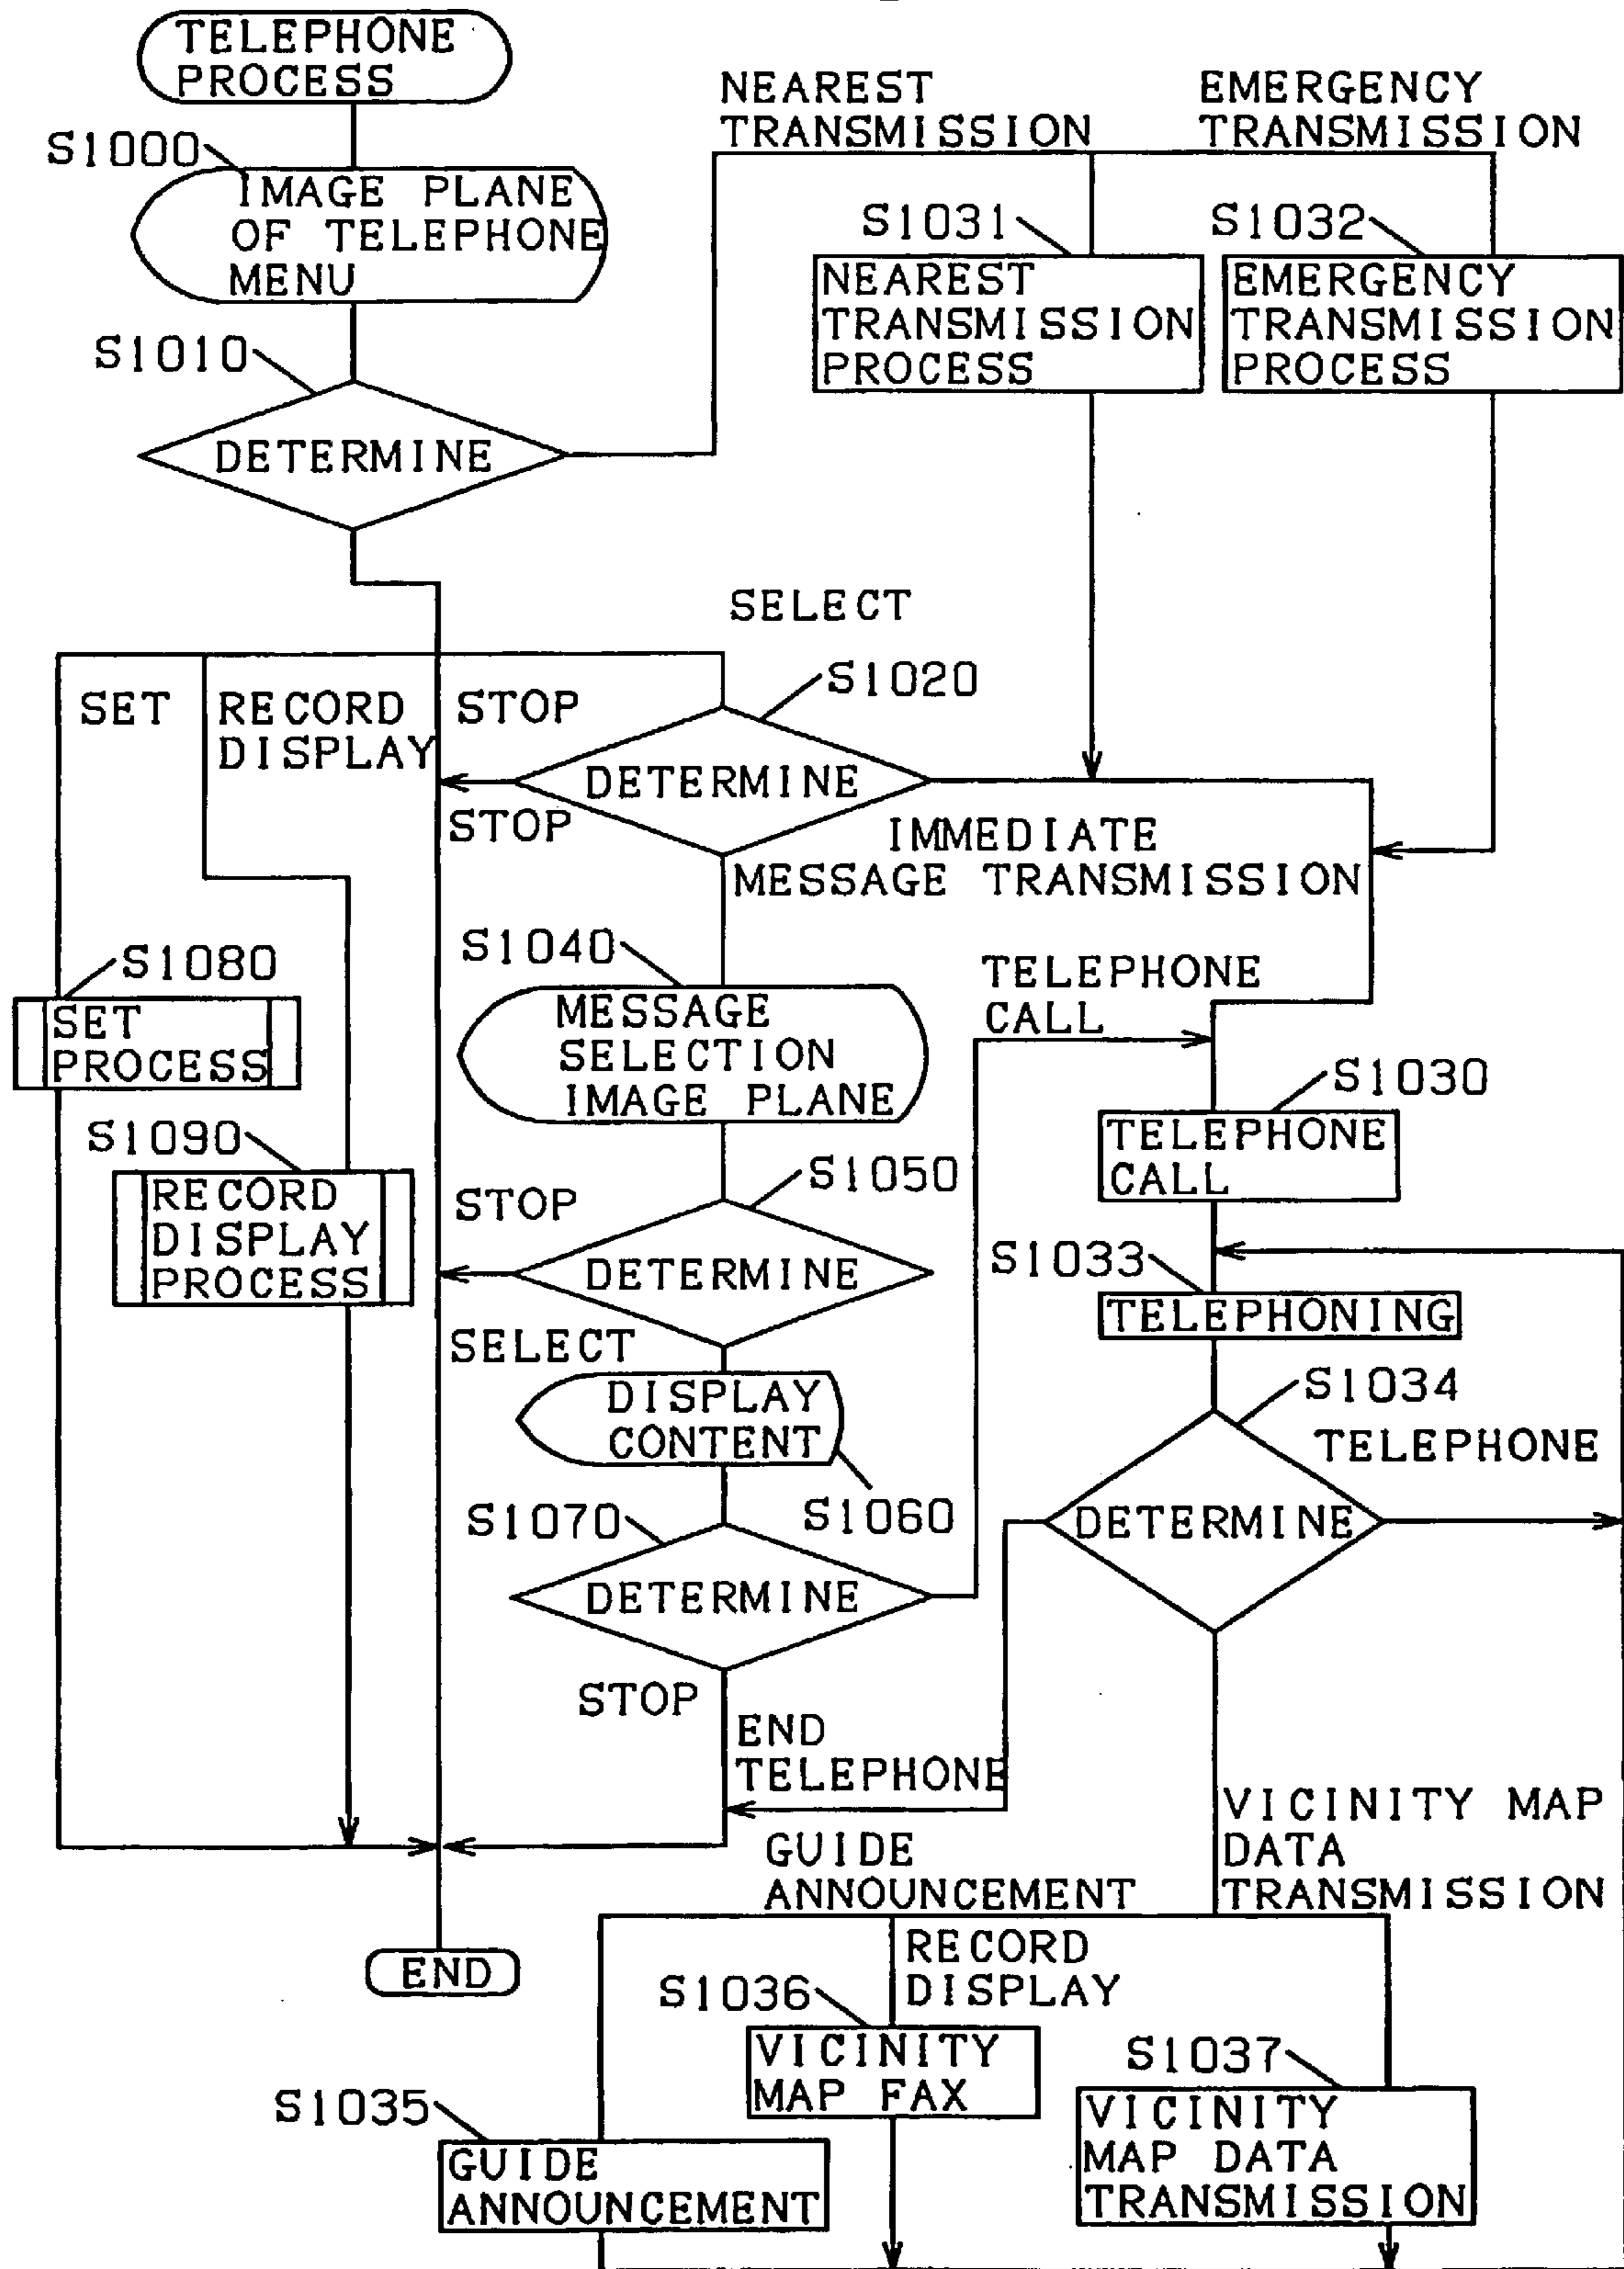 TELEPHONE
PROCESS
NEAREST
TRANSMISSION
EMERGENCY
TRANSMISSION
S1000
IMAGE PLANE
OF TELEPHONE
MENU
S1031
NEAREST
TRANSMISSION
PROCESS
S1032
EMERGENCY
TRANSMISSION
PROCESS
S1010
DETERMINE
SELECT
SET
RECORD
DISPLAY
STOP
S1020
DETERMINE
STOP
IMMEDIATE
MESSAGE TRANSMISSION
S1040
MESSAGE
SELECTION
IMAGE PLANE
TELEPHONE
CALL
S1080
SET
PROCESS
S1030
TELEPHONE
CALL
S1090
RECORD
DISPLAY
PROCESS
STOP
S1050
DETERMINE
S1033
TELEPHONING
SELECT
DISPLAY
CONTENT
S1060
S1034
TELEPHONE
DETERMINE
S1070
DETERMINE
STOP
END
TELEPHONE
GUIDE
ANNOUNCEMENT
VICINITY MAP
DATA
TRANSMISSION
END
RECORD
DISPLAY
S1036
VICINITY
MAP FAX
S1037
VICINITY
MAP DATA
TRANSMISSION
S1035
GUIDE
ANNOUNCEMENT